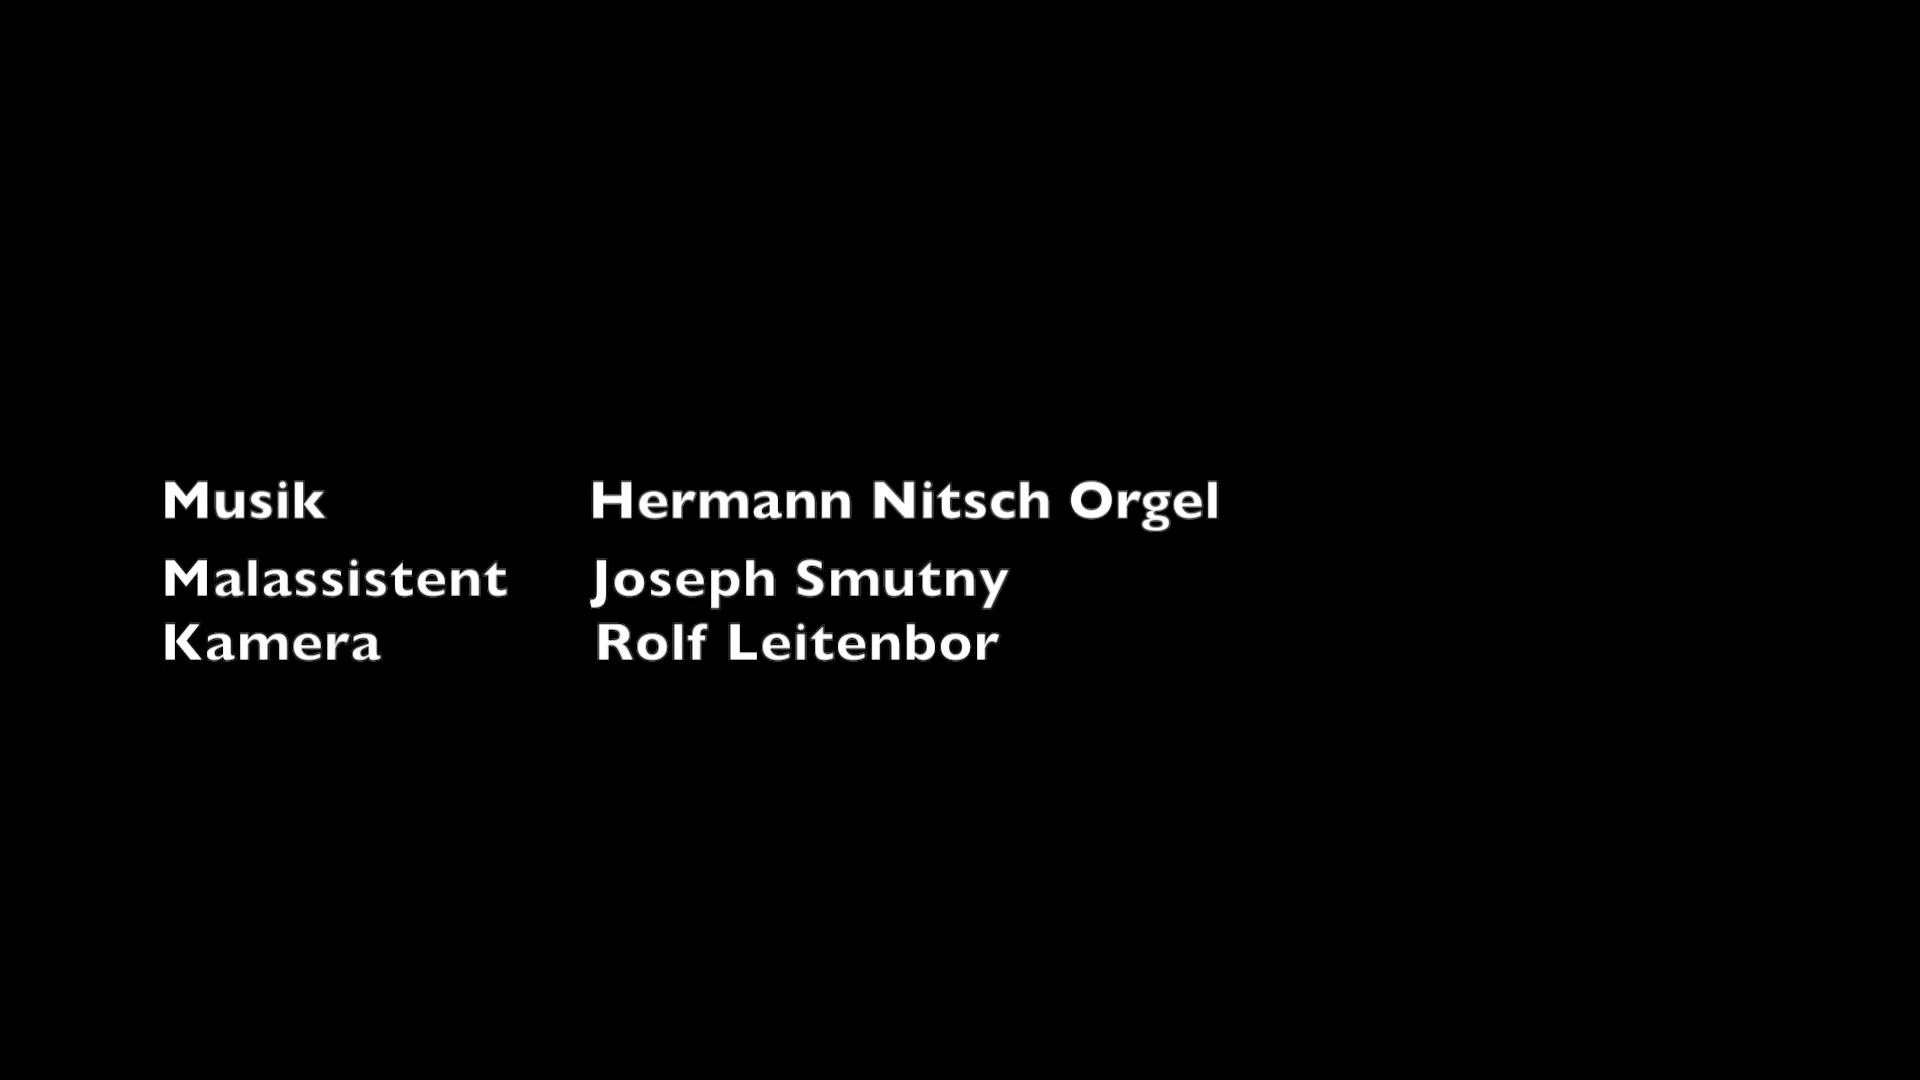 Musik Hermann Nitsch Orgel
Malassistent Joseph Smutny
Kamera Rolf Leitenbor